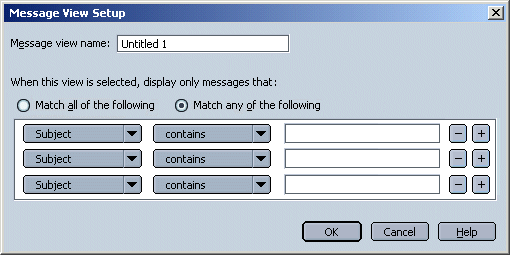 Message View Setup
Message view name: Untitled 1
When this view is selected, display only messages that:
Match all of the following Match any of the following
Subject contains − +
Subject contains − +
Subject contains − +
OK Cancel Help